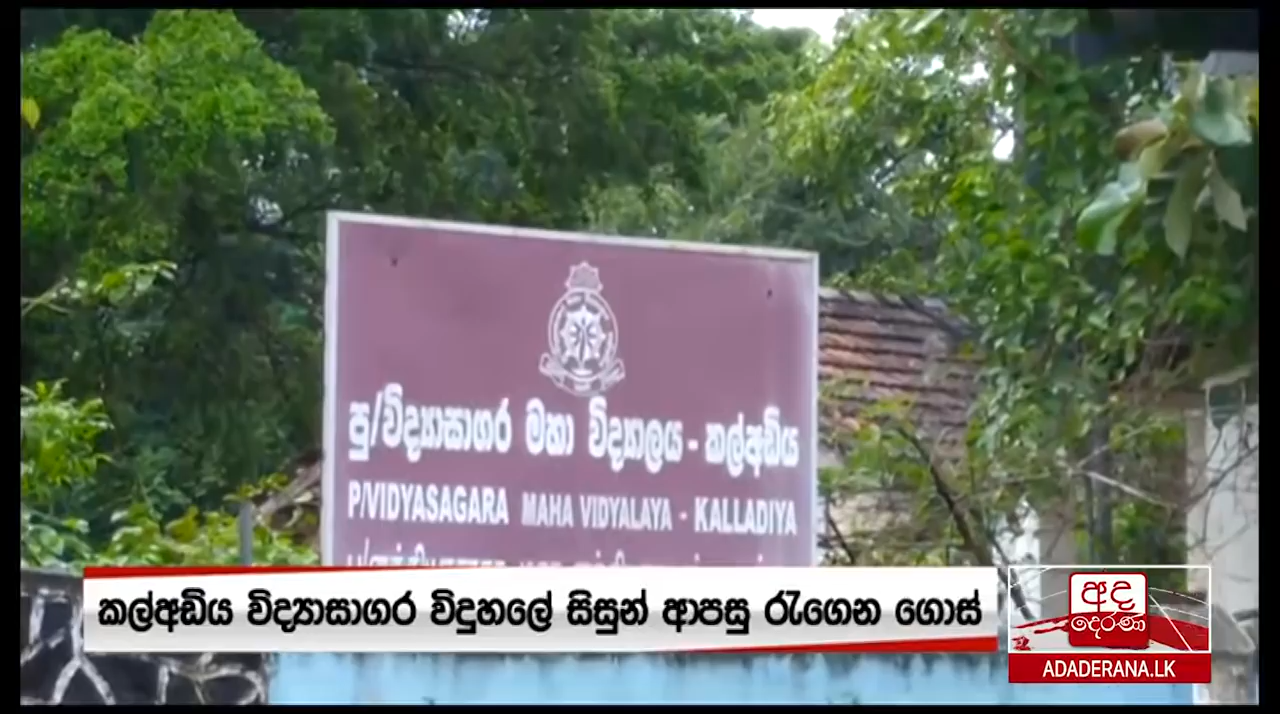 පු/විද්‍යාසාගර මහා විද්‍යාලය - කල්අඩිය
P/VIDYASAGARA MAHA VIDYALAYA - KALLADIYA
කල්අඩිය විද්‍යාසාගර විදුහලේ සිසුන් ආපසු රැගෙන ගොස්
අද
දෙරණ
ADADERANA.LK